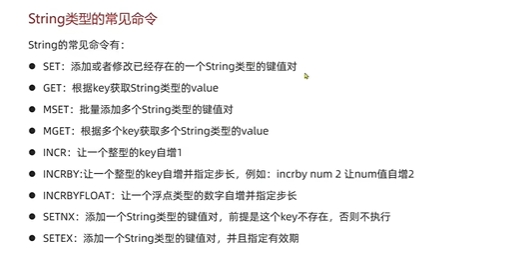 String类型的常见命令
String的常见命令有：
● SET：添加或者修改已经存在的一个String类型的键值对
● GET：根据key获取String类型的value
● MSET：批量添加多个String类型的键值对
● MGET：根据多个key获取多个String类型的value
● INCR：让一个整型的key自增1
● INCRBY:让一个整型的key自增并指定步长，例如：incrby num 2 让num值自增2
● INCRBYFLOAT：让一个浮点类型的数字自增并指定步长
● SETNX：添加一个String类型的键值对，前提是这个key不存在，否则不执行
● SETEX：添加一个String类型的键值对，并且指定有效期